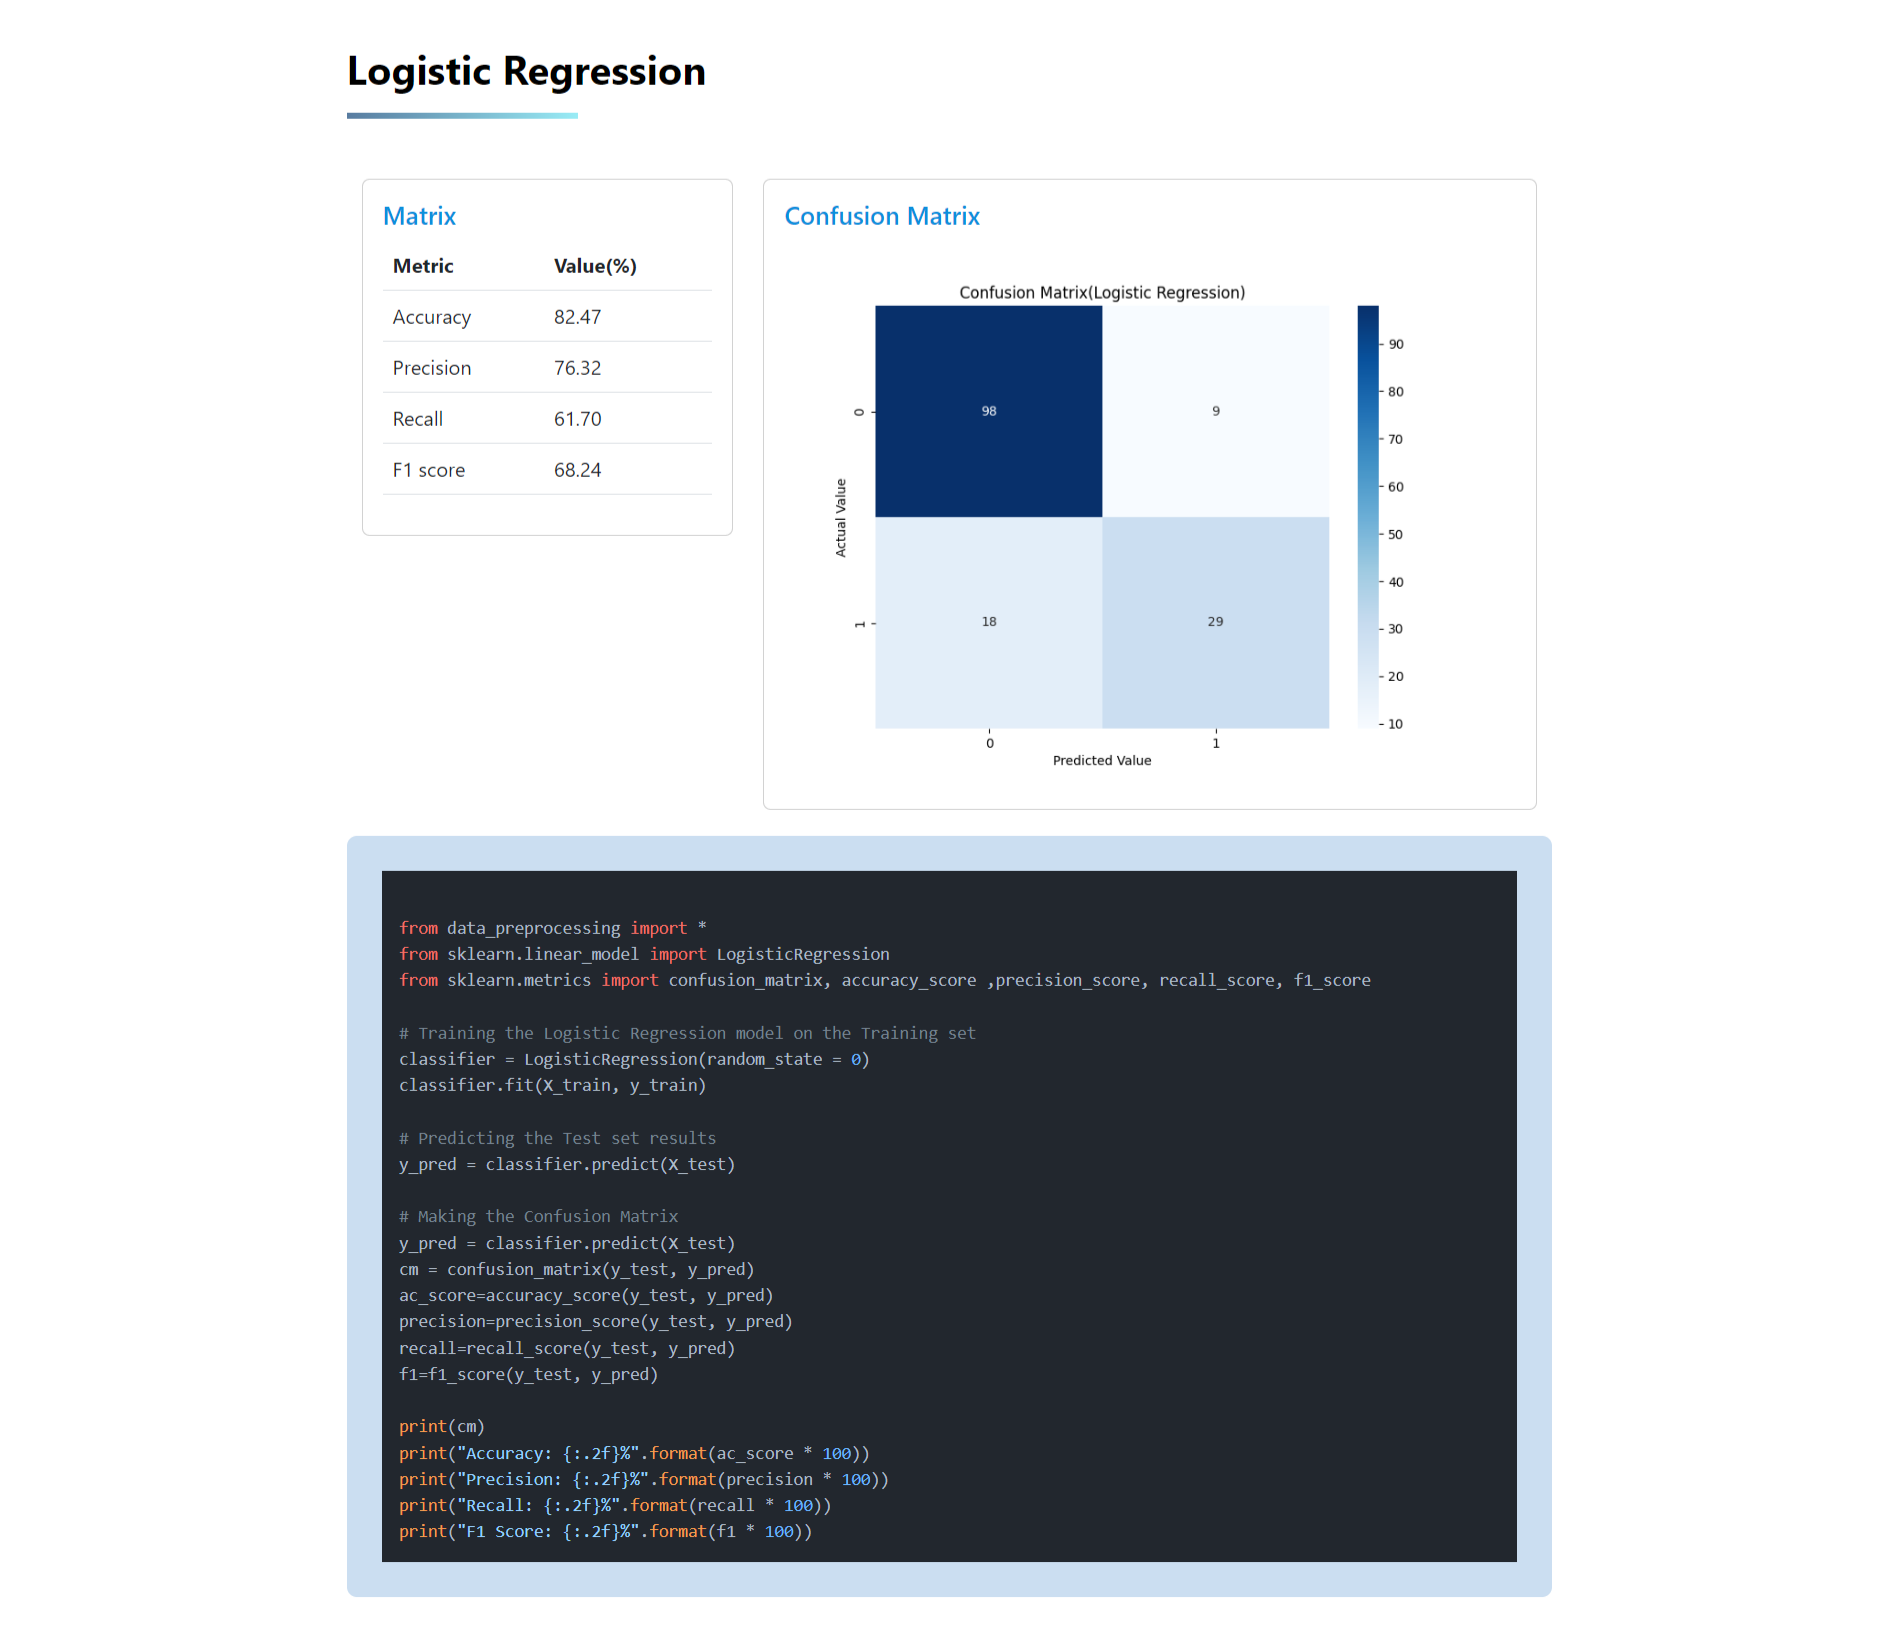 Logistic Regression
Matrix
Metric Value(%)
Accuracy 82.47
Precision 76.32
Recall 61.70
F1 score 68.24
Confusion Matrix
Confusion Matrix(Logistic Regression)
98 9
18 29
0
1
Actual Value
0 1
Predicted Value
90
80
70
60
50
40
30
20
10
from data_preprocessing import *
from sklearn.linear_model import LogisticRegression
from sklearn.metrics import confusion_matrix, accuracy_score ,precision_score, recall_score, f1_score
# Training the Logistic Regression model on the Training set
classifier = LogisticRegression(random_state = 0)
classifier.fit(X_train, y_train)
# Predicting the Test set results
y_pred = classifier.predict(X_test)
# Making the Confusion Matrix
y_pred = classifier.predict(X_test)
cm = confusion_matrix(y_test, y_pred)
ac_score=accuracy_score(y_test, y_pred)
precision=precision_score(y_test, y_pred)
recall=recall_score(y_test, y_pred)
f1=f1_score(y_test, y_pred)
print(cm)
print("Accuracy: {:.2f}%".format(ac_score * 100))
print("Precision: {:.2f}%".format(precision * 100))
print("Recall: {:.2f}%".format(recall * 100))
print("F1 Score: {:.2f}%".format(f1 * 100))